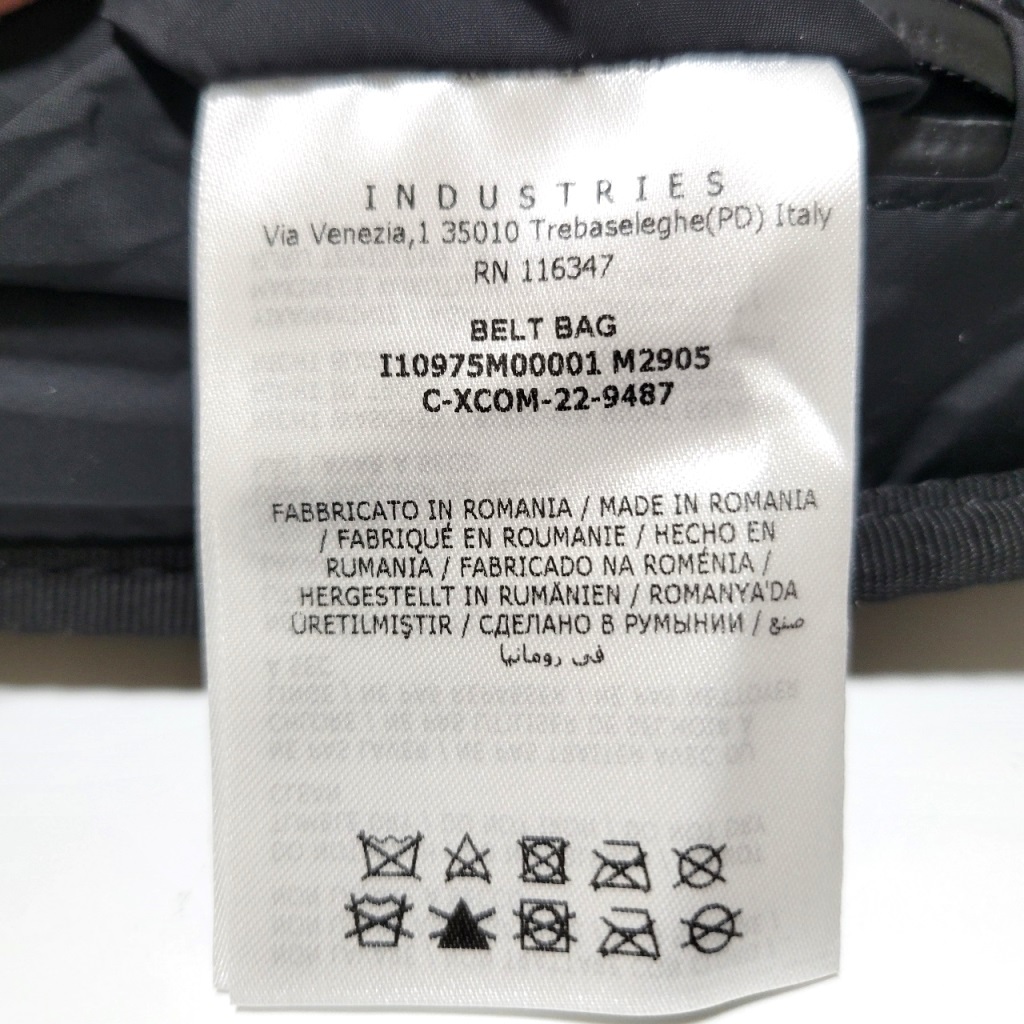 INDUSTRIES
Via Venezia,1 35010 Trebaseleghe(PD) Italy
RN 116347
BELT BAG
I10975M00001 M2905
C-XCOM-22-9487
FABBRICATO IN ROMANIA / MADE IN ROMANIA
/ FABRIQUÉ EN ROUMANIE / HECHO EN
RUMANIA / FABRICADO NA ROMÉNIA /
HERGESTELLT IN RUMÄNIEN / ROMANYA'DA
ÜRETILMIŞTIR / СДЕЛАНО В РУМЫНИИ / صنع
في رومانيا